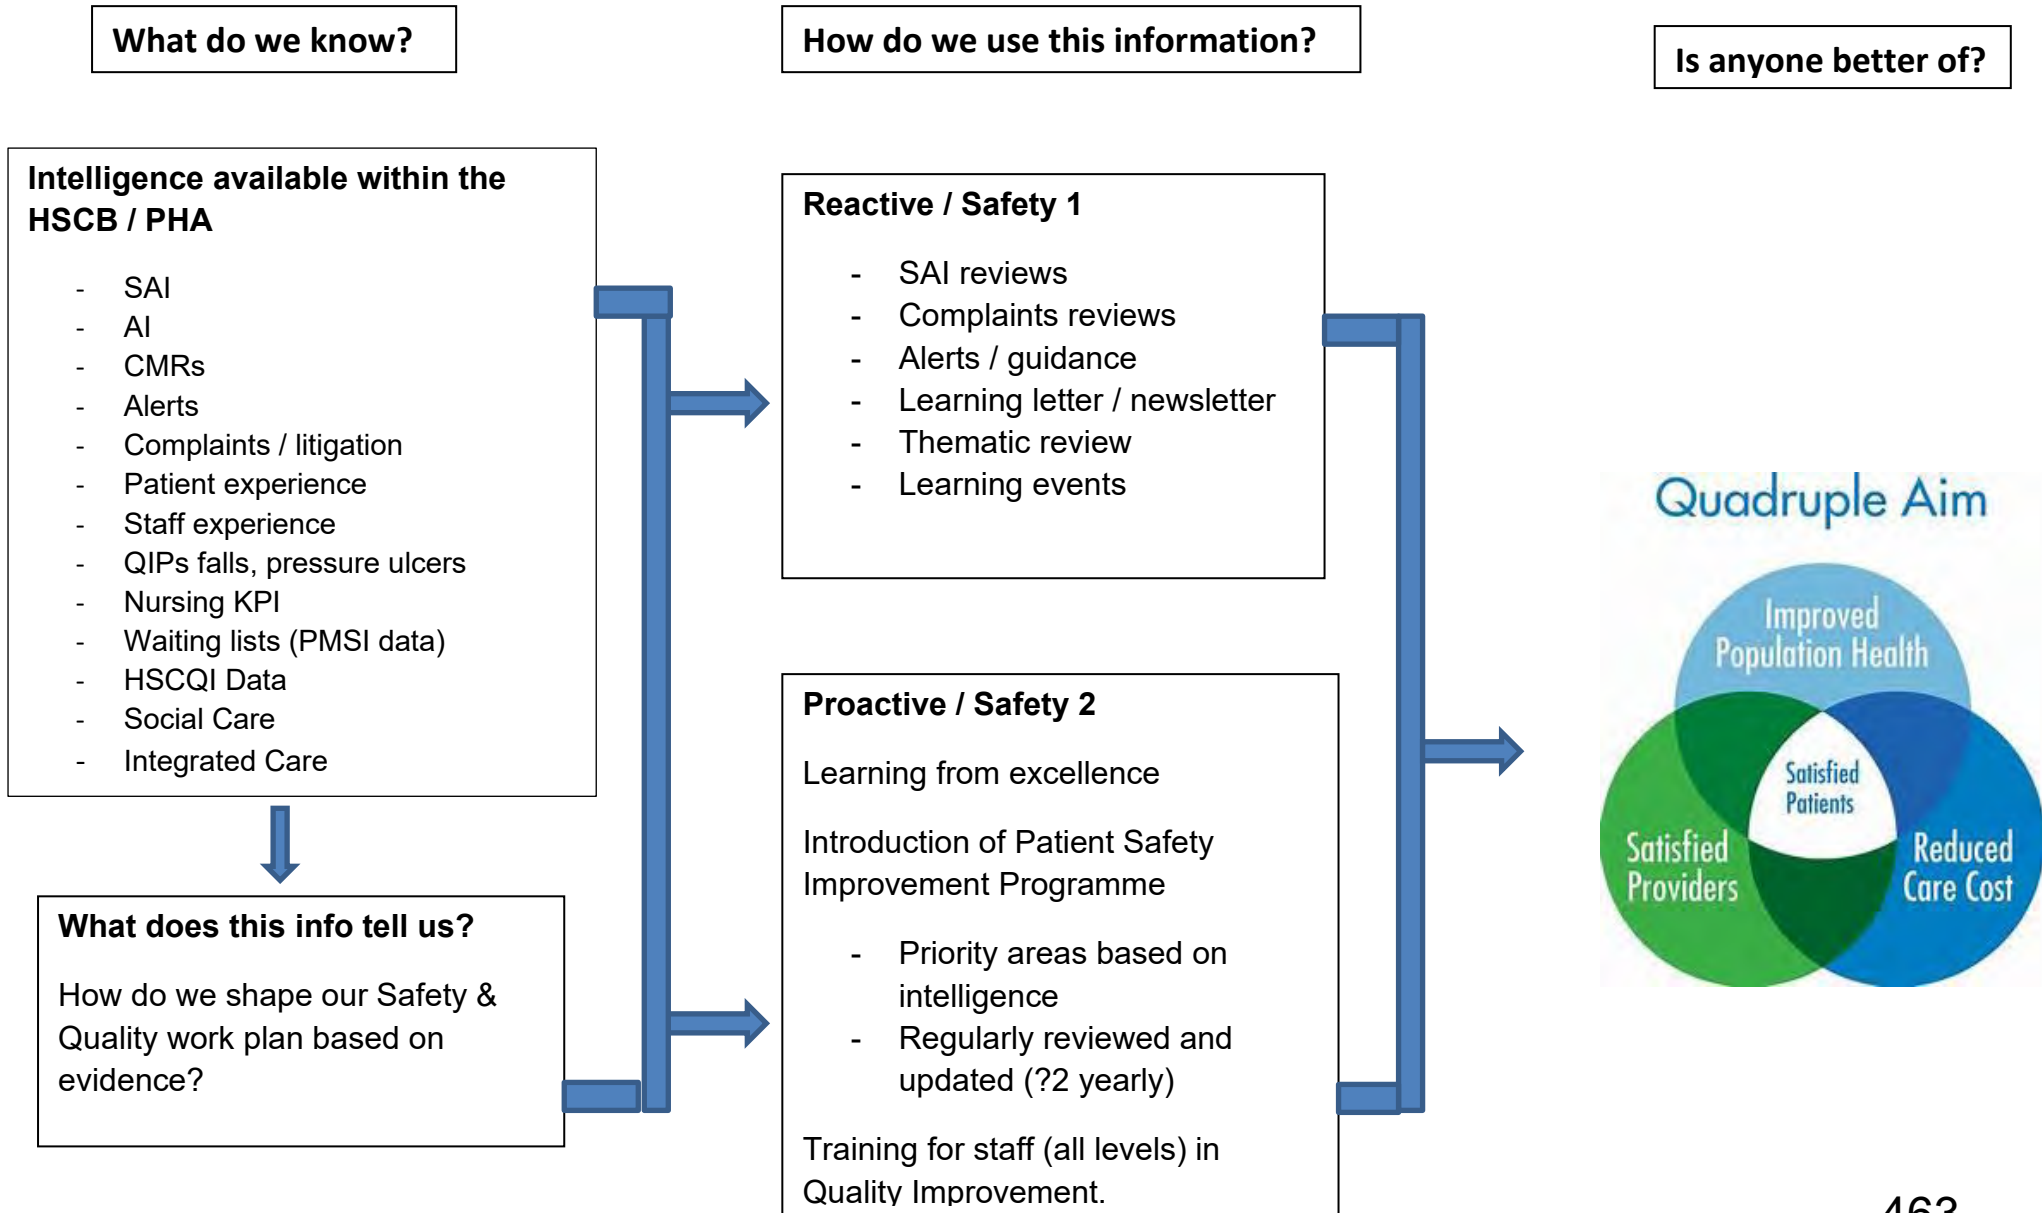 What do we know?
How do we use this information?
Is anyone better of?
Intelligence available within the
HSCB / PHA
- SAI
- AI
- CMRs
- Alerts
- Complaints / litigation
- Patient experience
- Staff experience
- QIPs falls, pressure ulcers
- Nursing KPI
- Waiting lists (PMSI data)
- HSCQI Data
- Social Care
- Integrated Care
What does this info tell us?
How do we shape our Safety &
Quality work plan based on
evidence?
Reactive / Safety 1
- SAI reviews
- Complaints reviews
- Alerts / guidance
- Learning letter / newsletter
- Thematic review
- Learning events
Proactive / Safety 2
Learning from excellence
Introduction of Patient Safety
Improvement Programme
- Priority areas based on
intelligence
- Regularly reviewed and
updated (?2 yearly)
Training for staff (all levels) in
Quality Improvement.
Quadruple Aim
Improved
Population Health
Satisfied
Patients
Satisfied
Providers
Reduced
Care Cost
463